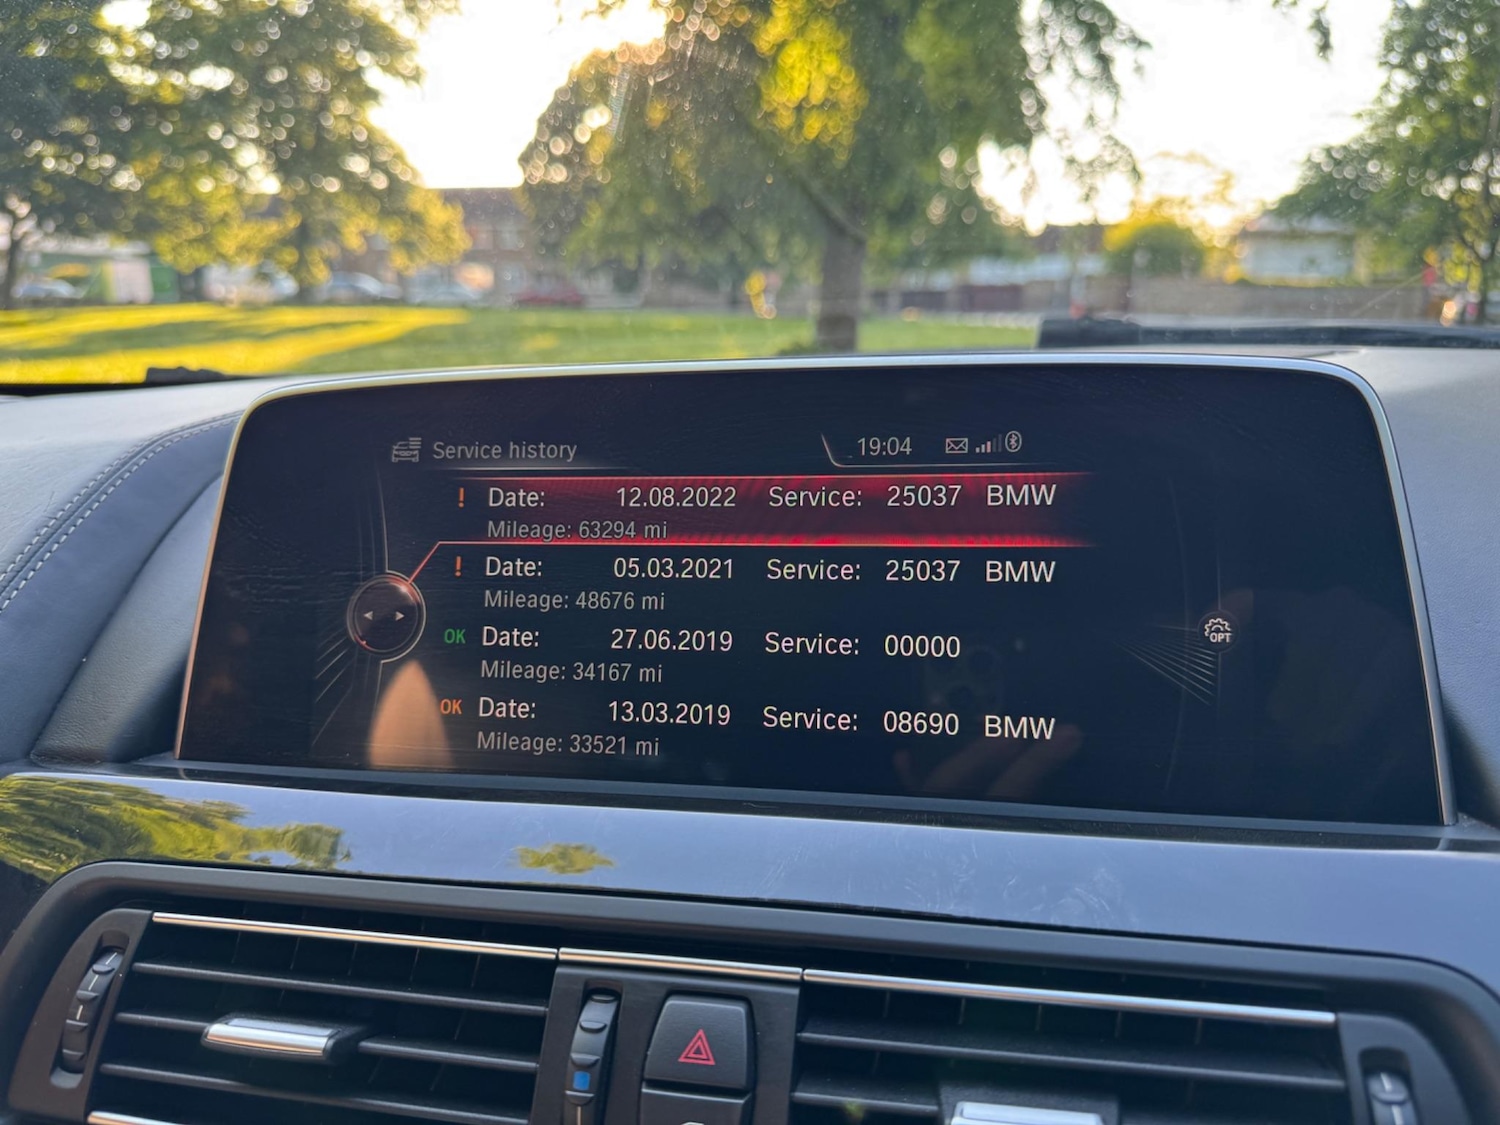 Service history 19:04
! Date: 12.08.2022 Service: 25037 BMW
Mileage: 63294 mi
! Date: 05.03.2021 Service: 25037 BMW
Mileage: 48676 mi
OK Date: 27.06.2019 Service: 00000
Mileage: 34167 mi
OK Date: 13.03.2019 Service: 08690 BMW
Mileage: 33521 mi
OPT